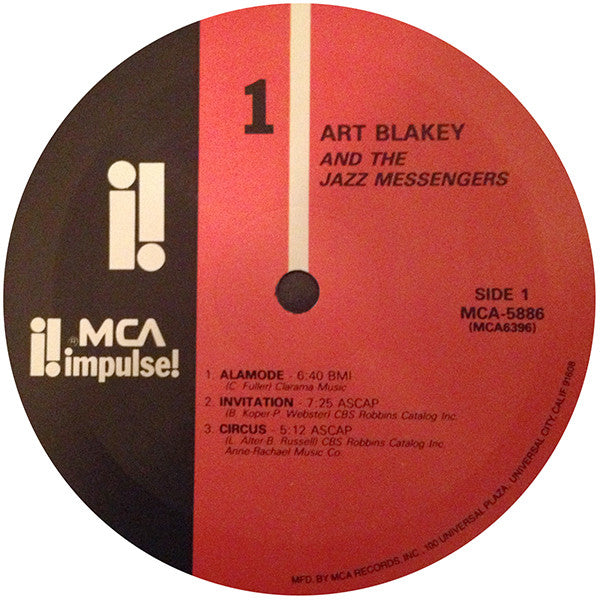 1
ART BLAKEY
AND THE
JAZZ MESSENGERS
i!
i! ® MCA
impulse!
SIDE 1
MCA-5886
(MCA6396)
1. ALAMODE - 6:40 BMI
(C. Fuller) Clarama Music
2. INVITATION - 7:25 ASCAP
(B. Koper-P. Webster) CBS Robbins Catalog Inc.
3. CIRCUS - 5:12 ASCAP
(L. Alter-B. Russell) CBS Robbins Catalog Inc.
Anne-Rachael Music Co.
MFD. BY MCA RECORDS, INC., 100 UNIVERSAL PLAZA, UNIVERSAL CITY, CALIF 91608